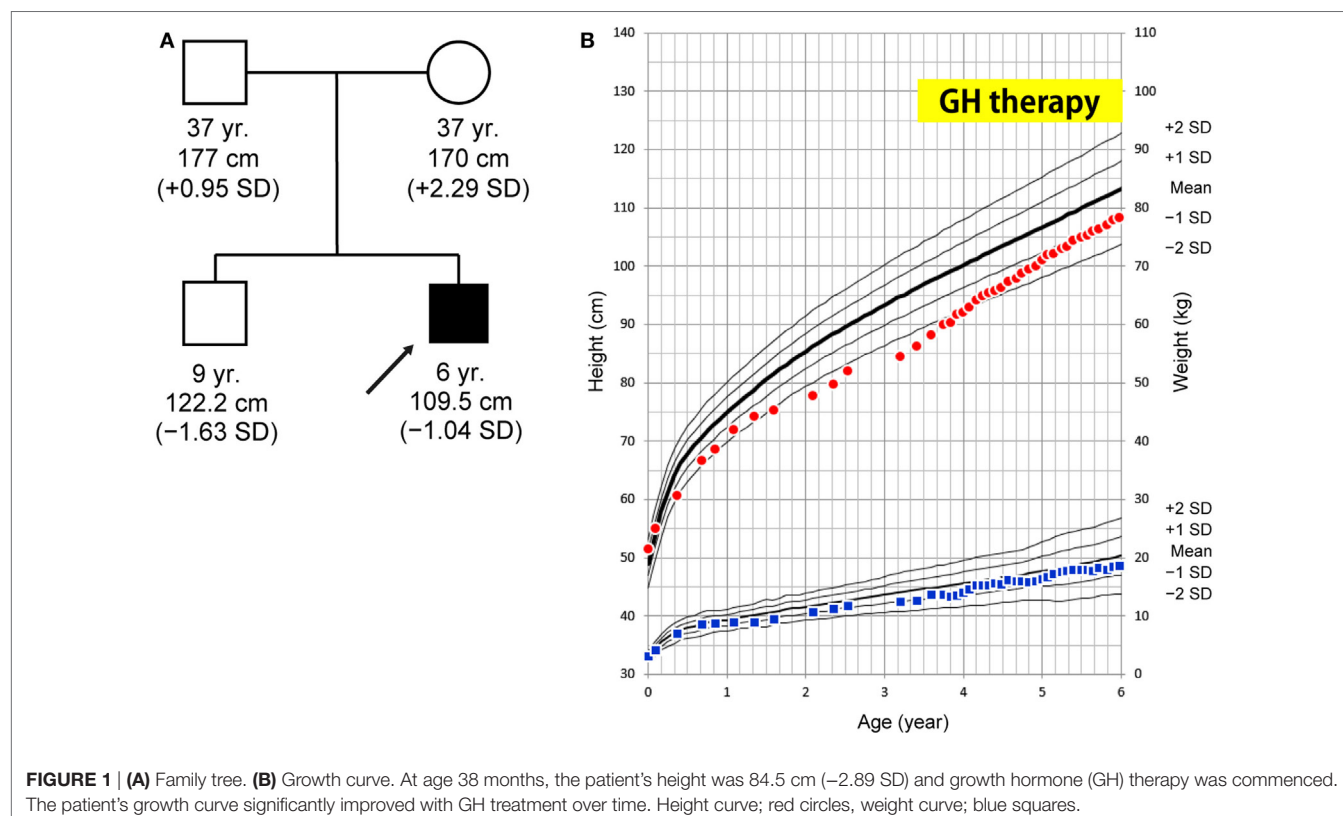 A
37 yr.
177 cm
(+0.95 SD)
37 yr.
170 cm
(+2.29 SD)
9 yr.
122.2 cm
(−1.63 SD)
6 yr.
109.5 cm
(−1.04 SD)
B
GH therapy
Height (cm)
140
130
120
110
100
90
80
70
60
50
40
30
Weight (kg)
110
100
90
80
70
60
50
40
30
20
10
0
+2 SD
+1 SD
Mean
−1 SD
−2 SD
+2 SD
+1 SD
Mean
−1 SD
−2 SD
0 1 2 3 4 5 6
Age (year)
FIGURE 1 | (A) Family tree. (B) Growth curve. At age 38 months, the patient's height was 84.5 cm (−2.89 SD) and growth hormone (GH) therapy was commenced.
The patient's growth curve significantly improved with GH treatment over time. Height curve; red circles, weight curve; blue squares.